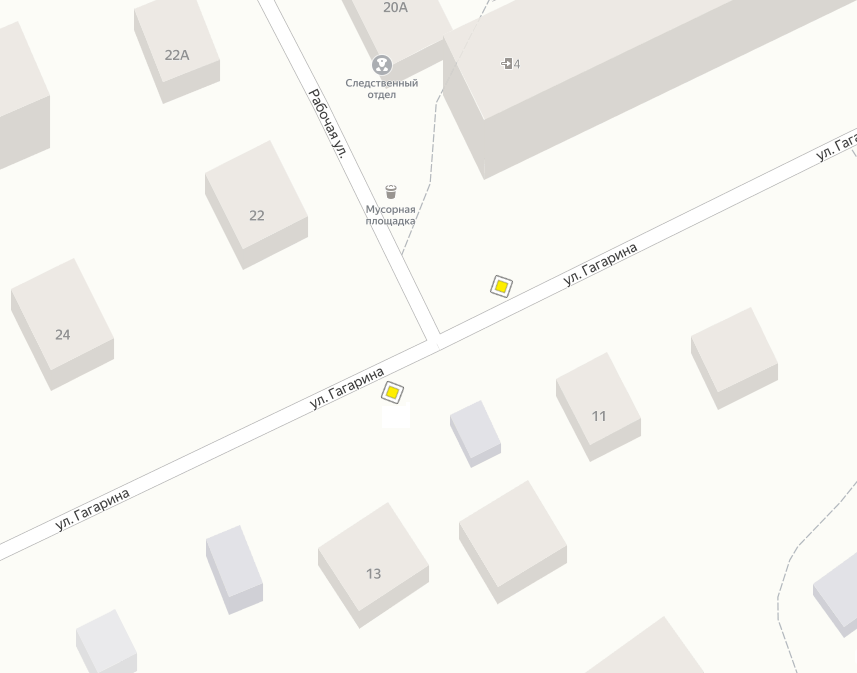 20А
22А
4
Следственный
отдел
Рабочая ул.
ул. Гага
Мусорная
площадка
22
ул. Гагарина
24
ул. Гагарина
11
ул. Гагарина
13